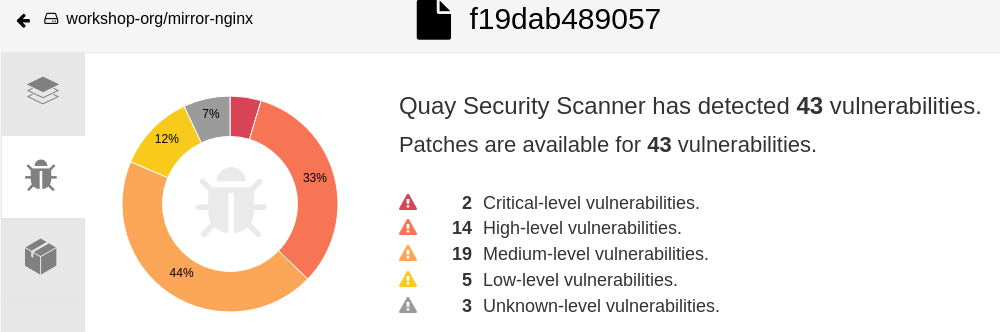 workshop-org/mirror-nginx
f19dab489057
7%
12%
33%
44%
Quay Security Scanner has detected 43 vulnerabilities.
Patches are available for 43 vulnerabilities.
2 Critical-level vulnerabilities.
14 High-level vulnerabilities.
19 Medium-level vulnerabilities.
5 Low-level vulnerabilities.
3 Unknown-level vulnerabilities.